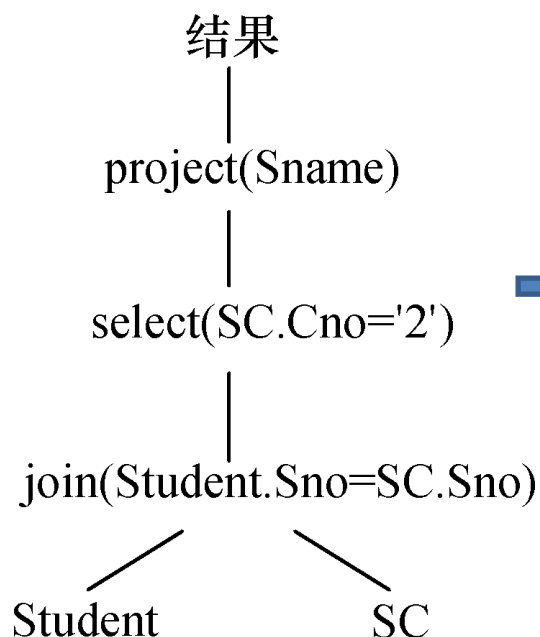 结果
project(Sname)
select(SC.Cno='2')
join(Student.Sno=SC.Sno)
Student SC